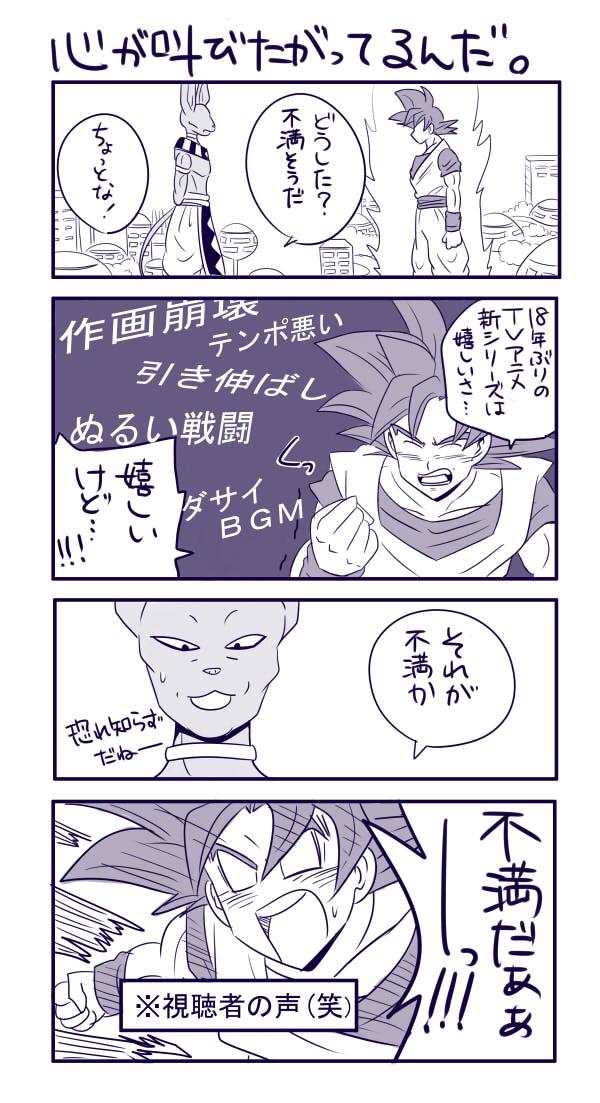 心が叫びたがってるんだ。
どうした?
不満そうだ
ちょっとな!
18年ぶりの
TVアニメ
新シリーズは
嬉しいさ…
作画崩壊
テンポ悪い
引き伸ばし
ぬるい戦闘
ダサイ
BGM
くっ
嬉しい
けど…
!!!
それが
不満か
恐れ知らず
だねー
不満だぁぁ
ーーっ!!!
※視聴者の声(笑)